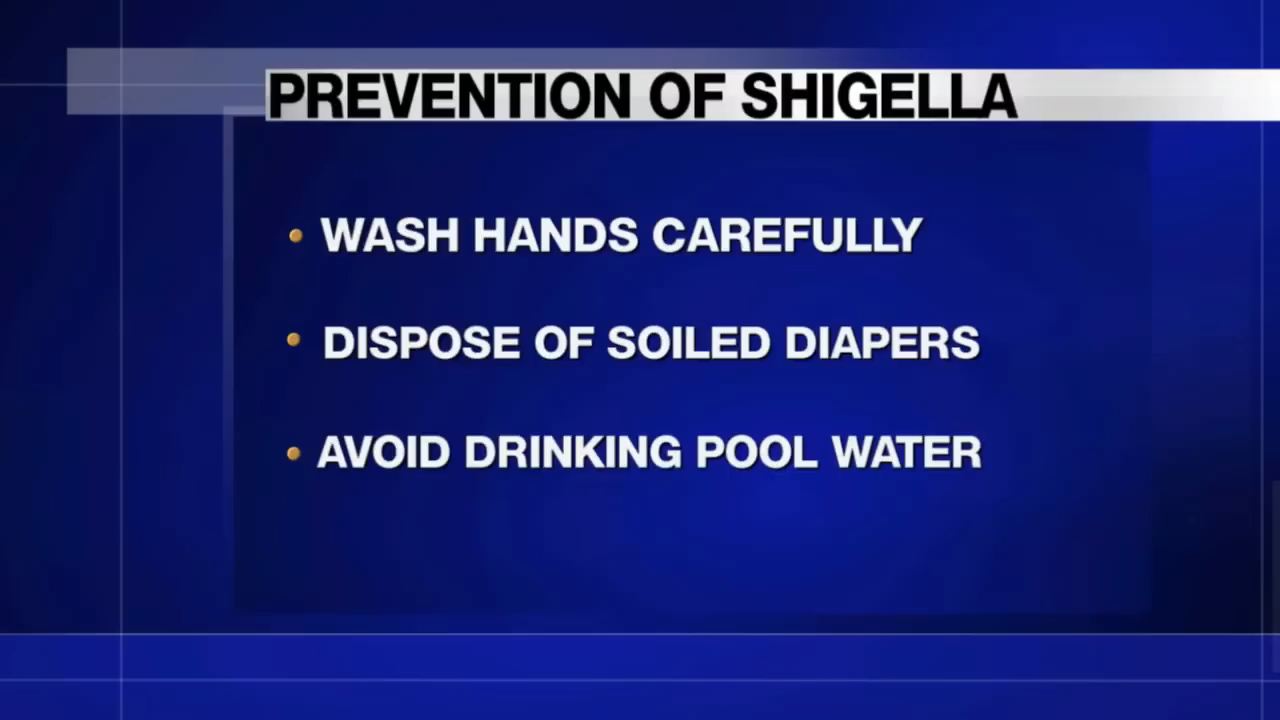 PREVENTION OF SHIGELLA
• WASH HANDS CAREFULLY
• DISPOSE OF SOILED DIAPERS
• AVOID DRINKING POOL WATER